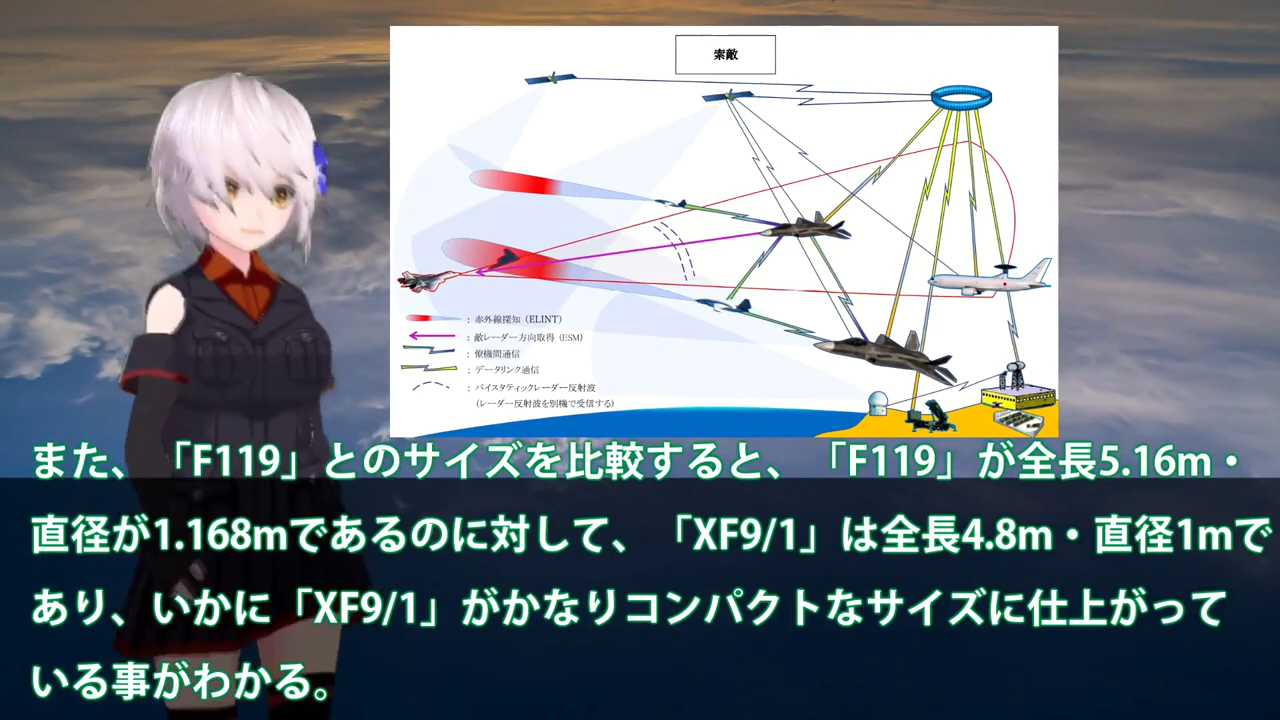 索敵
：赤外線探知（ELINT）
：敵レーダー方向取得（ESM）
：僚機間通信
：データリンク通信
：バイスタティックレーダー反射波
（レーダー反射波を別機で受信する）
また、「F119」とのサイズを比較すると、「F119」が全長5.16m・
直径が1.168mであるのに対して、「XF9/1」は全長4.8m・直径1mで
あり、いかに「XF9/1」がかなりコンパクトなサイズに仕上がって
いる事がわかる。